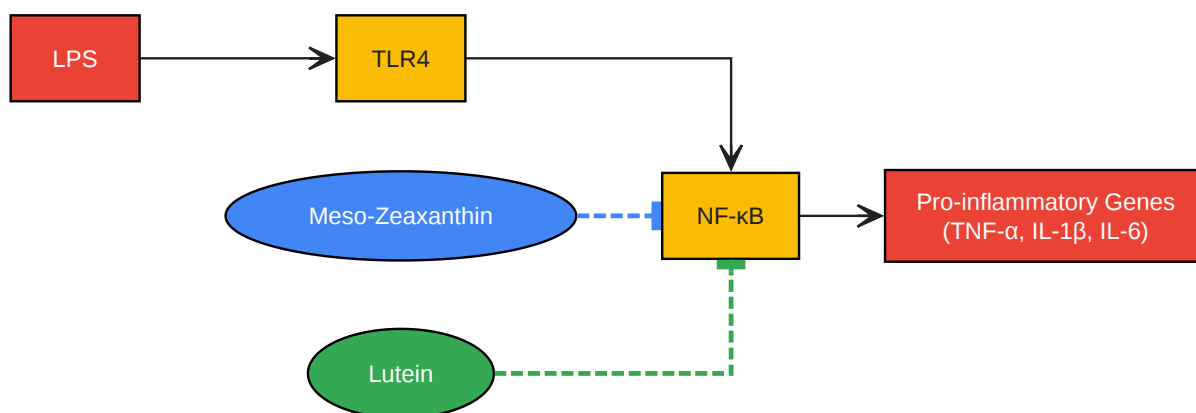 LPS
TLR4
Meso-Zeaxanthin
NF-κB
Pro-inflammatory Genes
(TNF-α, IL-1β, IL-6)
Lutein